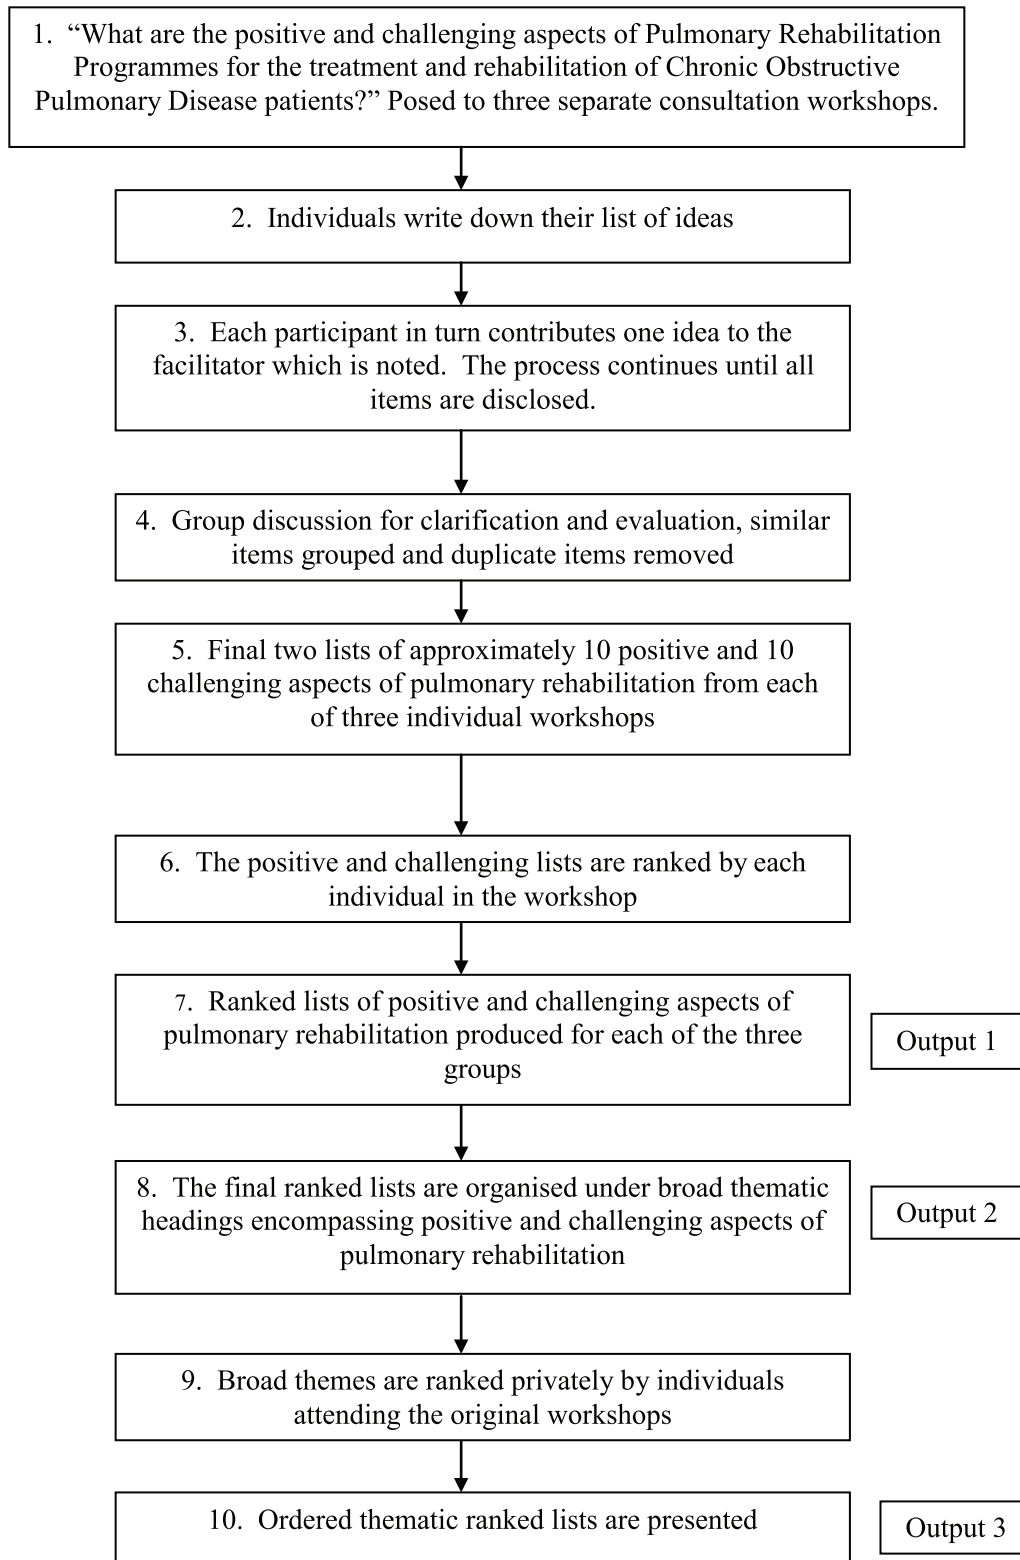 1.  “What are the positive and challenging aspects of Pulmonary Rehabilitation
Programmes for the treatment and rehabilitation of Chronic Obstructive
Pulmonary Disease patients?” Posed to three separate consultation workshops.
2.  Individuals write down their list of ideas
3.  Each participant in turn contributes one idea to the
facilitator which is noted.  The process continues until all
items are disclosed.
4.  Group discussion for clarification and evaluation, similar
items grouped and duplicate items removed
5.  Final two lists of approximately 10 positive and 10
challenging aspects of pulmonary rehabilitation from each
of three individual workshops
6.  The positive and challenging lists are ranked by each
individual in the workshop
7.  Ranked lists of positive and challenging aspects of
pulmonary rehabilitation produced for each of the three
groups
Output 1
8.  The final ranked lists are organised under broad thematic
headings encompassing positive and challenging aspects of
pulmonary rehabilitation
Output 2
9.  Broad themes are ranked privately by individuals
attending the original workshops
10.  Ordered thematic ranked lists are presented
Output 3